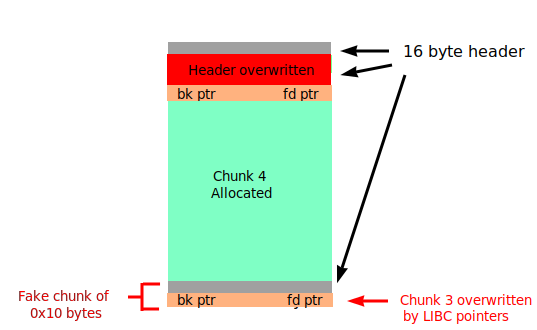 16 byte header
Header overwritten
bk ptr fd ptr
Chunk 4
Allocated
Fake chunk of
0x10 bytes
bk ptr fd ptr
Chunk 3 overwritten
by LIBC pointers